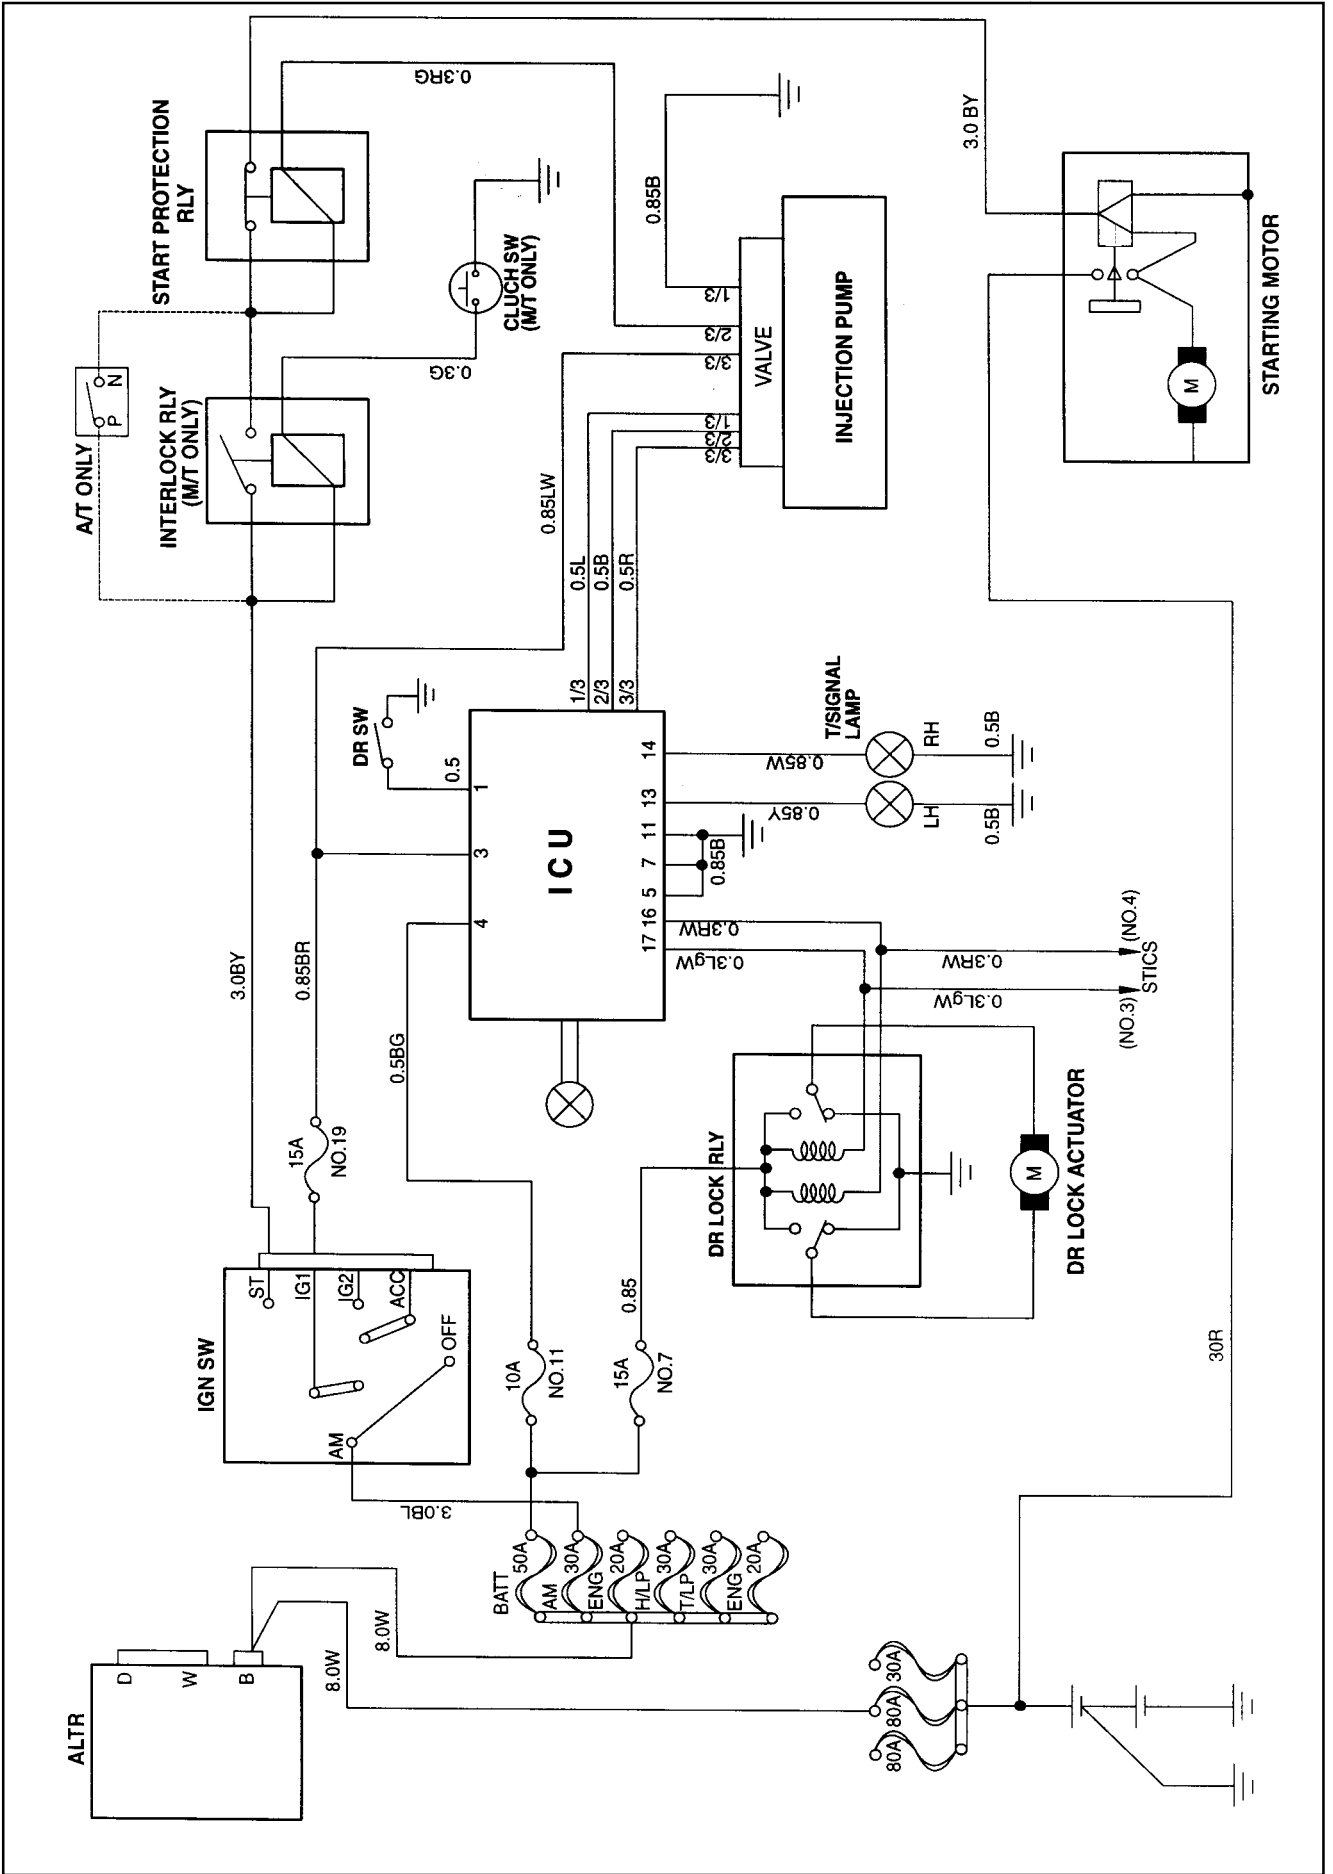 ALTR
D
W
B
8.0W
8.0W
IGN SW
AM
ST
IG1
IG2
ACC
OFF
3.0BL
BATT
50A
AM
30A
ENG
20A
H/LP
30A
T/LP
30A
ENG
20A
80A
80A
30A
15A
NO.19
10A
NO.11
15A
NO.7
0.85
3.0BY
0.85BR
0.5BG
A/T ONLY
P
N
INTERLOCK RLY
(M/T ONLY)
START PROTECTION
RLY
0.3RG
0.3G
CLUCH SW
(M/T ONLY)
DR SW
0.5
ICU
4
3
1
17
16
5
7
11
13
14
1/3
2/3
3/3
0.5L
0.5B
0.5R
0.85LW
0.85B
1/3
2/3
3/3
1/3
2/3
3/3
VALVE
INJECTION PUMP
0.3LgW
0.3RW
0.85B
0.85Y
0.85W
T/SIGNAL
LAMP
LH
RH
0.5B
0.5B
0.3LgW
0.3RW
(NO.3)
STICS
(NO.4)
DR LOCK RLY
M
DR LOCK ACTUATOR
30R
3.0 BY
M
STARTING MOTOR